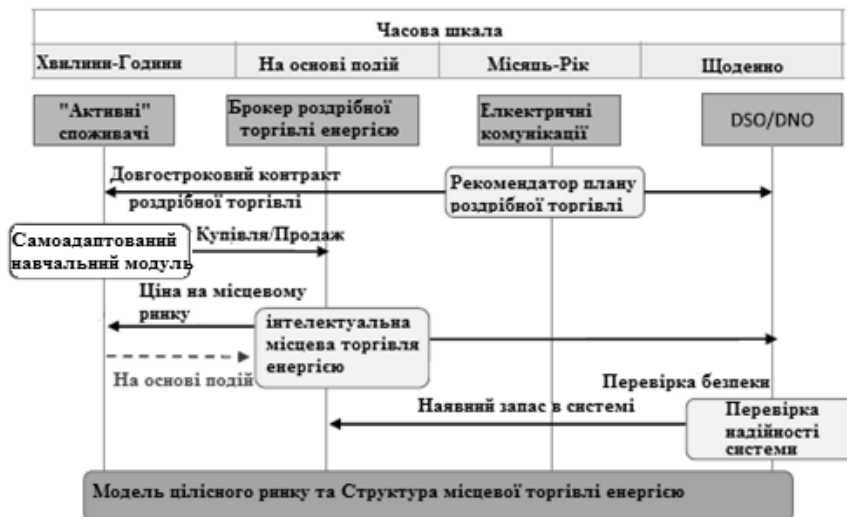 Часова шкала
Хвилини-Години
На основі подій
Місяць-Рік
Щоденно
"Активні"
споживачі
Брокер роздрібної
торгівлі енергією
Елкектричні
комунікації
DSO/DNO
Довгостроковий контракт
роздрібної торгівлі
Рекомендатор плану
роздрібної торгівлі
Самоадаптований
навчальний модуль
Купівля/Продаж
Ціна на місцевому
ринку
інтелектуальна
місцева торгівля
енергією
На основі подій
Перевірка безпеки
Наявний запас в системі
Перевірка
надійності
системи
Модель цілісного ринку та Структура місцевої торгівлі енергією